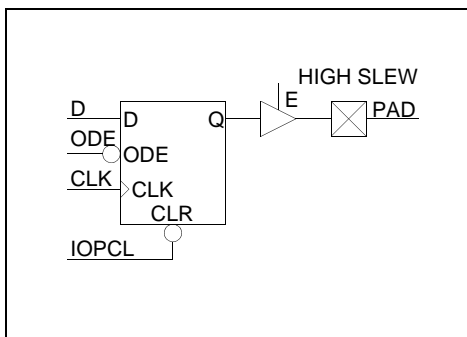 HIGH SLEW
D
D
Q
E
PAD
ODE
ODE
CLK
CLK
CLR
IOPCL